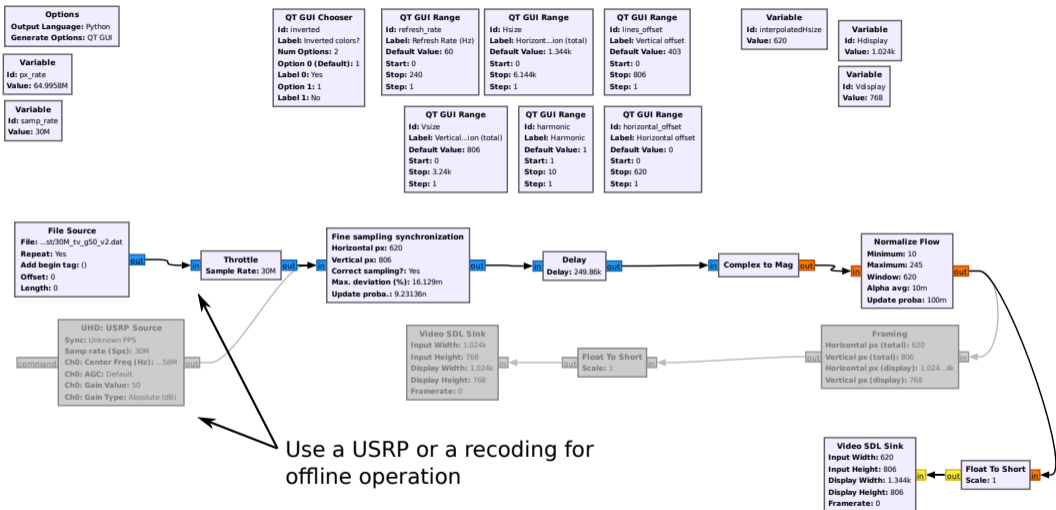 Options
Output Language: Python
Generate Options: QT GUI
Variable
Id: px_rate
Value: 64.9958M
Variable
Id: samp_rate
Value: 30M
QT GUI Chooser
Id: inverted
Label: Inverted colors?
Num Options: 2
Option 0 (Default): 1
Label 0: Yes
Option 1: 1
Label 1: No
QT GUI Range
Id: refresh_rate
Label: Refresh Rate (Hz)
Default Value: 60
Start: 0
Stop: 240
Step: 1
QT GUI Range
Id: Hsize
Label: Horizont...ion (total)
Default Value: 1.344k
Start: 0
Stop: 6.144k
Step: 1
QT GUI Range
Id: lines_offset
Label: Vertical offset
Default Value: 403
Start: 0
Stop: 806
Step: 1
Variable
Id: interpolatedHsize
Value: 620
Variable
Id: Hdisplay
Value: 1.024k
Variable
Id: Vdisplay
Value: 768
QT GUI Range
Id: Vsize
Label: Vertical...ion (total)
Default Value: 806
Start: 0
Stop: 3.24k
Step: 1
QT GUI Range
Id: harmonic
Label: Harmonic
Default Value: 1
Start: 1
Stop: 10
Step: 1
QT GUI Range
Id: horizontal_offset
Label: Horizontal offset
Default Value: 0
Start: 0
Stop: 620
Step: 1
File Source
File: ...st/30M_tv_g50_v2.dat
Repeat: Yes
Add begin tag: ()
Offset: 0
Length: 0
out
in
Throttle
Sample Rate: 30M
out
in
Fine sampling synchronization
Horizontal px: 620
Vertical px: 806
Correct sampling?: Yes
Max. deviation (%): 16.129m
Update proba.: 9.23136n
out
in
Delay
Delay: 249.86k
out
in
Complex to Mag
out
in
Normalize Flow
Minimum: 10
Maximum: 245
Window: 620
Alpha avg: 10m
Update proba: 100m
out
command
UHD: USRP Source
Sync: Unknown PPS
Samp rate (Sps): 30M
Ch0: Center Freq (Hz): ...58M
Ch0: AGC: Default
Ch0: Gain Value: 50
Ch0: Gain Type: Absolute (dB)
out
Video SDL Sink
Input Width: 1.024k
Input Height: 768
Display Width: 1.024k
Display Height: 768
Framerate: 0
in
out
Float To Short
Scale: 1
in
out
Framing
Horizontal px (total): 620
Vertical px (total): 806
Horizontal px (display): 1.024...4k
Vertical px (display): 768
in
Use a USRP or a recoding for
offline operation
Video SDL Sink
Input Width: 620
Input Height: 806
Display Width: 1.344k
Display Height: 806
Framerate: 0
in
out
Float To Short
Scale: 1
in